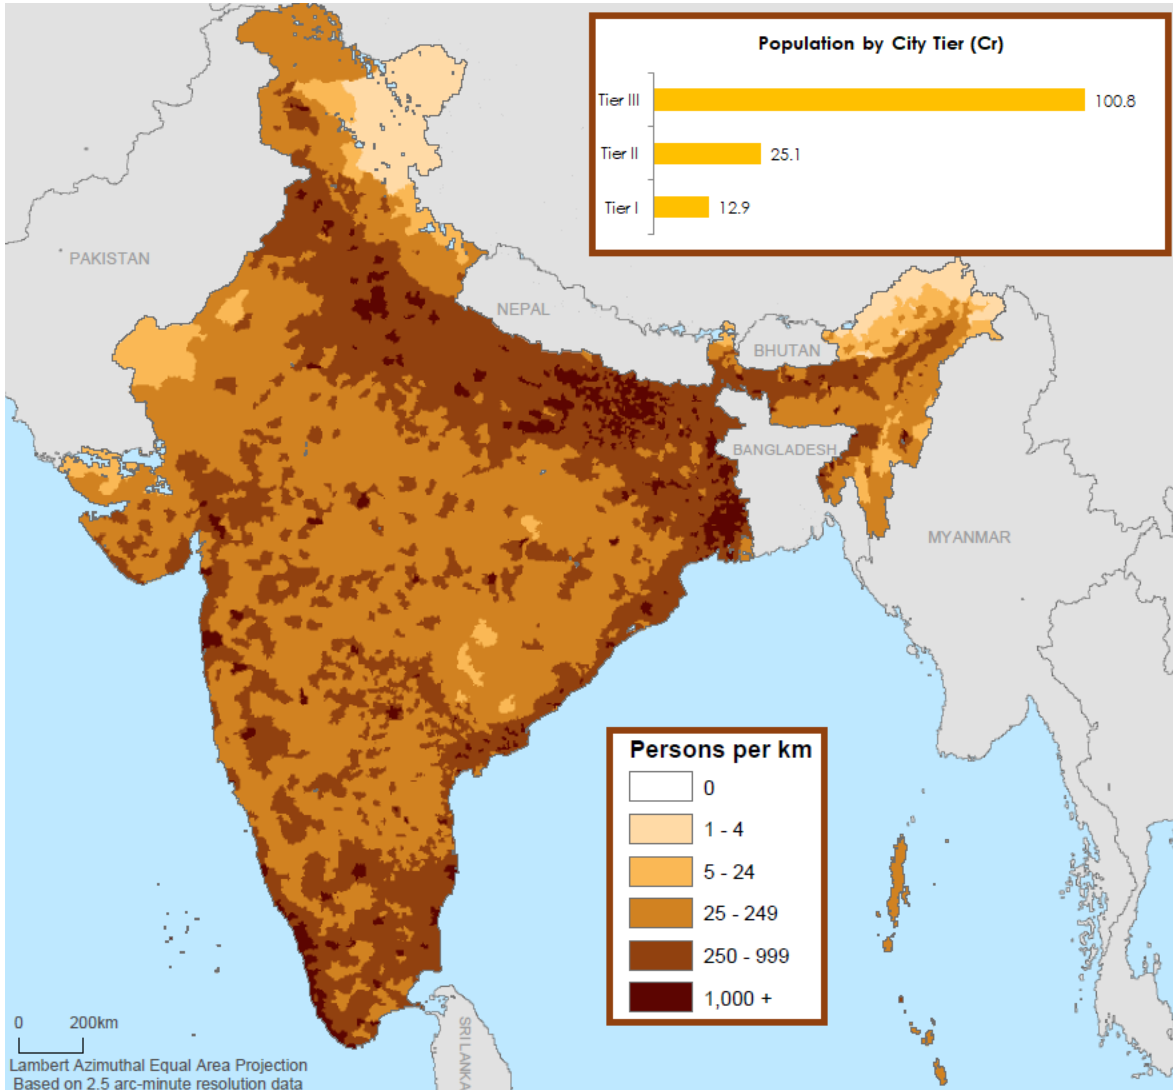 Population by City Tier (Cr)
Tier III
100.8
Tier II
25.1
Tier I
12.9
PAKISTAN
NEPAL
BHUTAN
BANGLADESH
MYANMAR
Persons per km
0
1 - 4
5 - 24
25 - 249
250 - 999
1,000 +
0 200km
SRI LANKA
Lambert Azimuthal Equal Area Projection
Based on 2.5 arc-minute resolution data